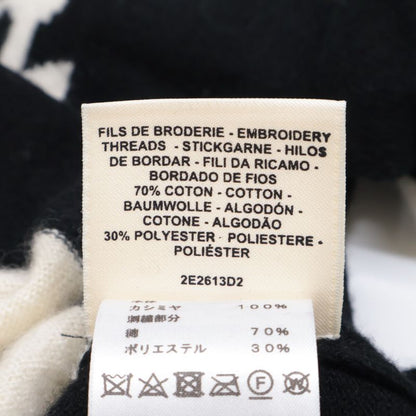 FILS DE BRODERIE - EMBROIDERY
THREADS - STICKGARNE - HILOS
DE BORDAR - FILI DA RICAMO -
BORDADO DE FIOS
70% COTON - COTTON -
BAUMWOLLE - ALGODÓN -
COTONE - ALGODÃO
30% POLYESTER - POLIESTERE -
POLIÉSTER
2E2613D2
カシミヤ 100%
刺繍部分
綿 70%
ポリエステル 30%